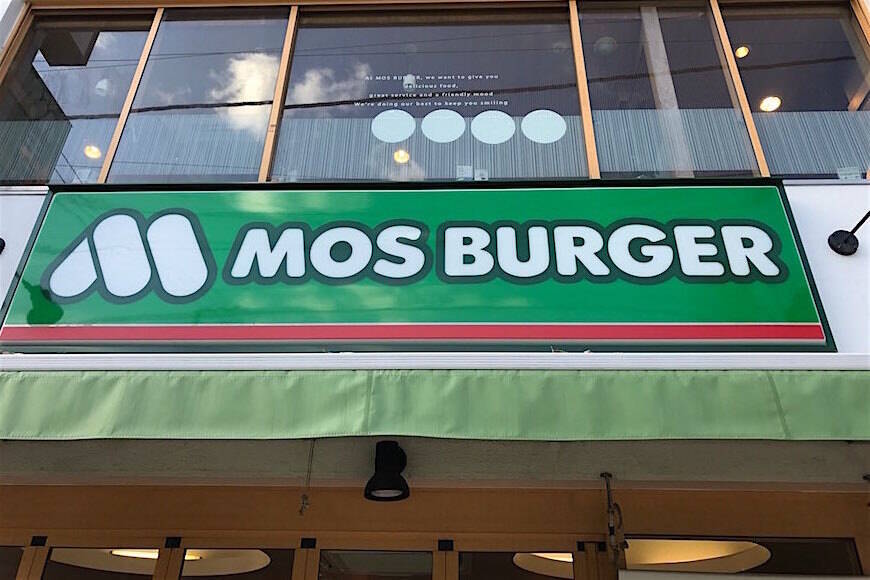 At MOS BURGER, we want to give you
delicious food,
great service and a friendly mood
We're doing our bart to keep you smiling
MOS BURGER